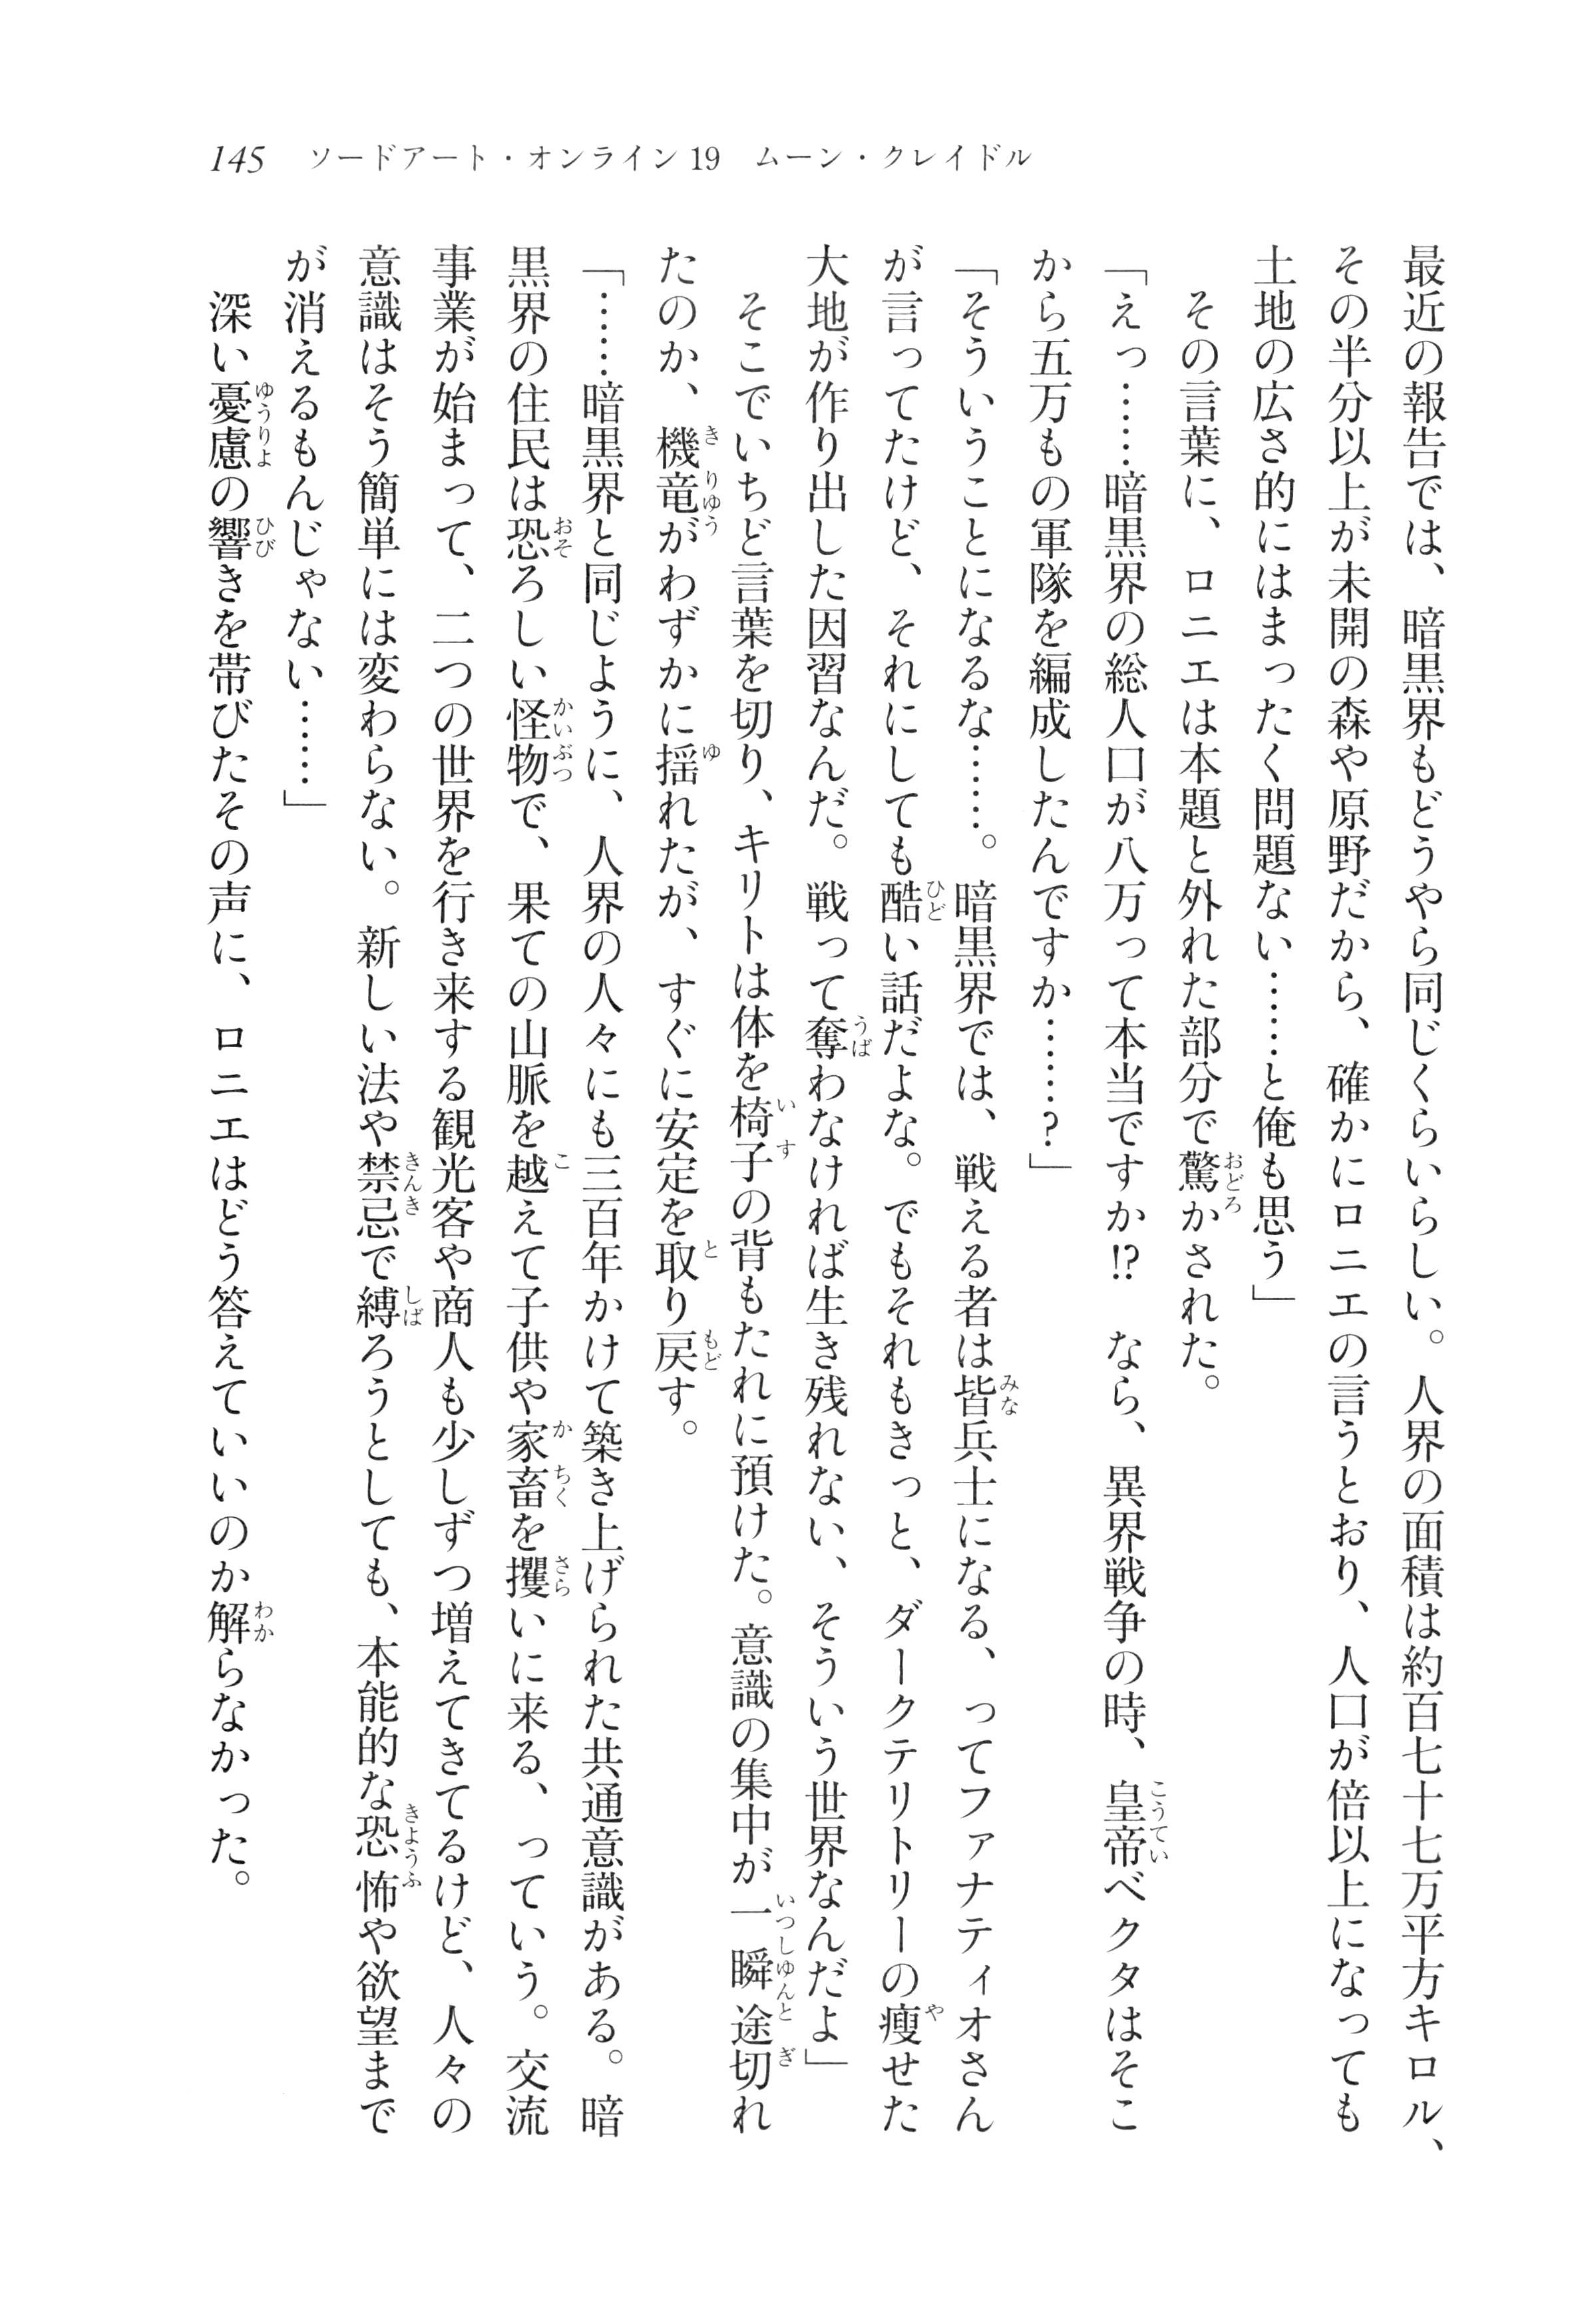 145　ソードアート・オンライン19　ムーン・クレイドル
最近の報告では、暗黒界もどうやら同じくらいらしい。人界の面積は約百七十七万平方キロル、
その半分以上が未開の森や原野だから、確かにロニエの言うとおり、人口が倍以上になっても
土地の広さ的にはまったく問題ない……と俺も思う」
　その言葉に、ロニエは本題と外れた部分で驚かされた。
「えっ……暗黒界の総人口が八万って本当ですか!?　なら、異界戦争の時、皇帝ベクタはそこ
から五万もの軍隊を編成したんですか……?」
「そういうことになるな……。暗黒界では、戦える者は皆兵士になる、ってファナティオさん
が言ってたけど、それにしても酷い話だよな。でもそれもきっと、ダークテリトリーの痩せた
大地が作り出した因習なんだ。戦って奪わなければ生き残れない、そういう世界なんだよ」
　そこでいちど言葉を切り、キリトは体を椅子の背もたれに預けた。意識の集中が一瞬途切れ
たのか、機竜がわずかに揺れたが、すぐに安定を取り戻す。
「……暗黒界と同じように、人界の人々にも三百年かけて築き上げられた共通意識がある。暗
黒界の住民は恐ろしい怪物で、果ての山脈を越えて子供や家畜を攫いに来る、っていう。交流
事業が始まって、二つの世界を行き来する観光客や商人も少しずつ増えてきてるけど、人々の
意識はそう簡単には変わらない。新しい法や禁忌で縛ろうとしても、本能的な恐怖や欲望まで
が消えるもんじゃない……」
　深い憂慮の響きを帯びたその声に、ロニエはどう答えていいのか解らなかった。